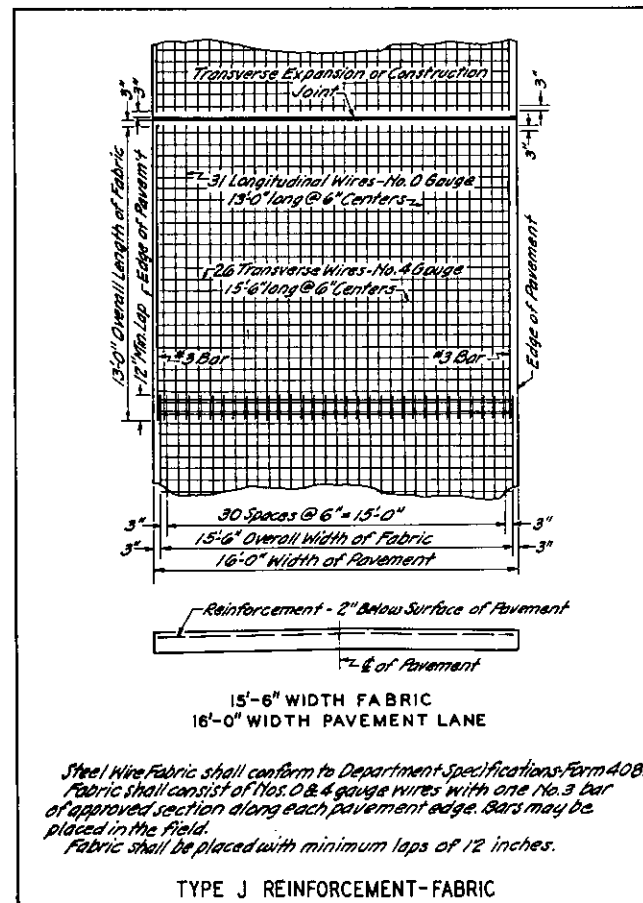 Transverse Expansion or Construction
Joint
3"
3"
3"
3"
13'-0" Overall Length of Fabric
12" Min. Lap
Edge of Pavem't
31 Longitudinal Wires-No. 0 Gauge
13'-0" long @ 6" Centers
26 Transverse Wires-No. 4 Gauge
15'-6" long @ 6" Centers
Edge of Pavement
#3 Bar
#3 Bar
30 Spaces @ 6" = 15'-0"
3"
3"
15'-6" Overall Width of Fabric
3"
3"
16'-0" Width of Pavement
Reinforcement - 2" Below Surface of Pavement
℄ of Pavement
15'-6" WIDTH FABRIC
16'-0" WIDTH PAVEMENT LANE
Steel Wire Fabric shall conform to Department Specifications-Form 408.
Fabric shall consist of Nos. 0 & 4 gauge wires with one No. 3 bar
of approved section along each pavement edge. Bars may be
placed in the field.
Fabric shall be placed with minimum laps of 12 inches.
TYPE J REINFORCEMENT-FABRIC